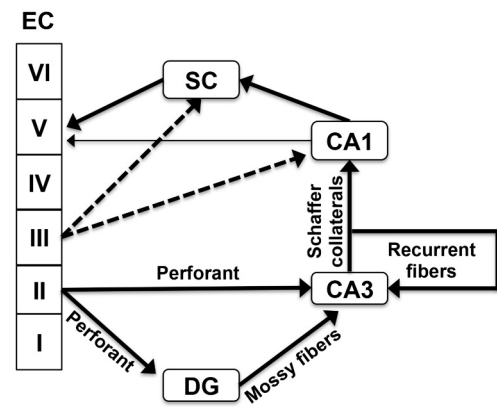 EC
VI
SC
V
CA1
IV
Schaffer
collaterals
III
Recurrent
fibers
Perforant
II
CA3
Perforant
I
Mossy fibers
DG